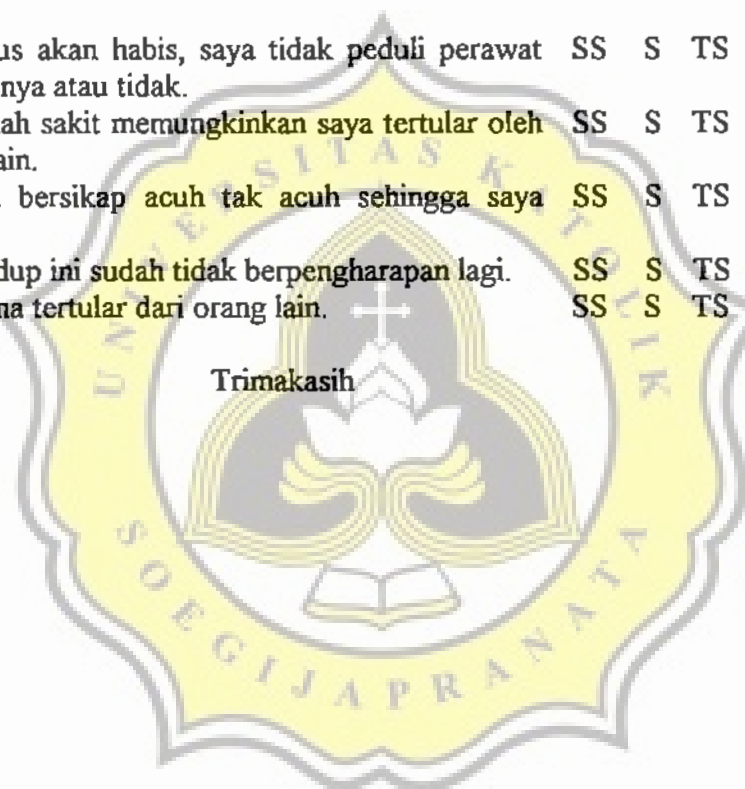 us akan habis, saya tidak peduli perawat SS S TS
nya atau tidak.
ah sakit memungkinkan saya tertular oleh SS S TS
ain.
bersikap acuh tak acuh sehingga saya SS S TS
dup ini sudah tidak berpengharapan lagi. SS S TS
na tertular dari orang lain. SS S TS
Trimakasih
UNIVERSITAS KATOLIK
SOEGIJAPRANATA